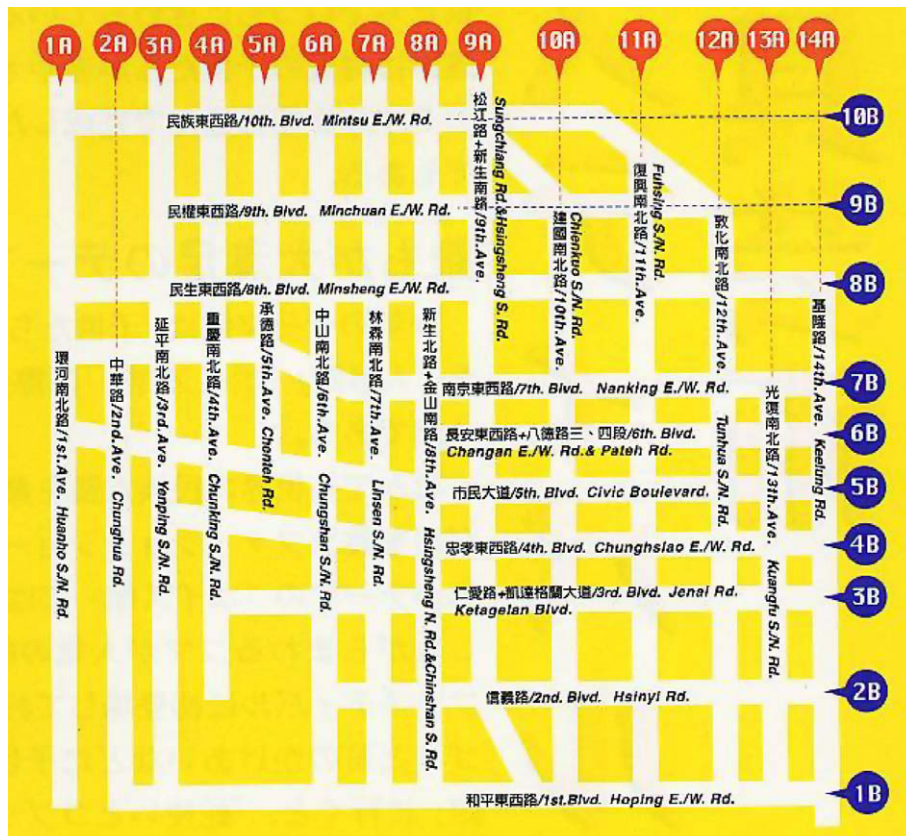 1A 2A 3A 4A 5A 6A 7A 8A 9A 10A 11A 12A 13A 14A
民族東西路/10th. Blvd. Mintsu E./W. Rd.
10B
民權東西路/9th. Blvd. Minchuan E./W. Rd.
9B
民生東西路/8th. Blvd. Minsheng E./W. Rd.
8B
南京東西路/7th. Blvd. Nanking E./W. Rd.
7B
長安東西路+八德路三、四段/6th. Blvd.
Changan E./W. Rd.& Pateh Rd.
6B
市民大道/5th. Blvd. Civic Boulevard.
5B
忠孝東西路/4th. Blvd. Chunghsiao E./W. Rd.
4B
仁愛路+凱達格蘭大道/3rd. Blvd. Jenai Rd.
Ketagelan Blvd.
3B
信義路/2nd. Blvd. Hsinyi Rd.
2B
和平東西路/1st.Blvd. Hoping E./W. Rd.
1B
環河南北路/1st.Ave. Huanho S./N. Rd.
中華路/2nd.Ave. Chunghua Rd.
延平南北路/3rd.Ave. Yenping S./N. Rd.
重慶南北路/4th.Ave. Chunking S./N. Rd.
承德路/5th.Ave. Chenteh Rd.
中山南北路/6th.Ave. Chungshan S./N. Rd.
林森南北路/7th.Ave. Linsen S./N. Rd.
新生北路+金山南路/8th.Ave. Hsingsheng N. Rd.&Chinshan S. Rd.
松江路+新生南路/9th.Ave.
Sungchiang Rd.&Hsingsheng S. Rd.
建國南北路/10th.Ave.
Chienkuo S./N. Rd.
復興南北路/11th.Ave.
Fuhsing S./N. Rd.
敦化南北路/12th.Ave. Tunhua S./N. Rd.
光復南北路/13th.Ave. Kuangfu S./N. Rd.
基隆路/14th.Ave. Keelung Rd.